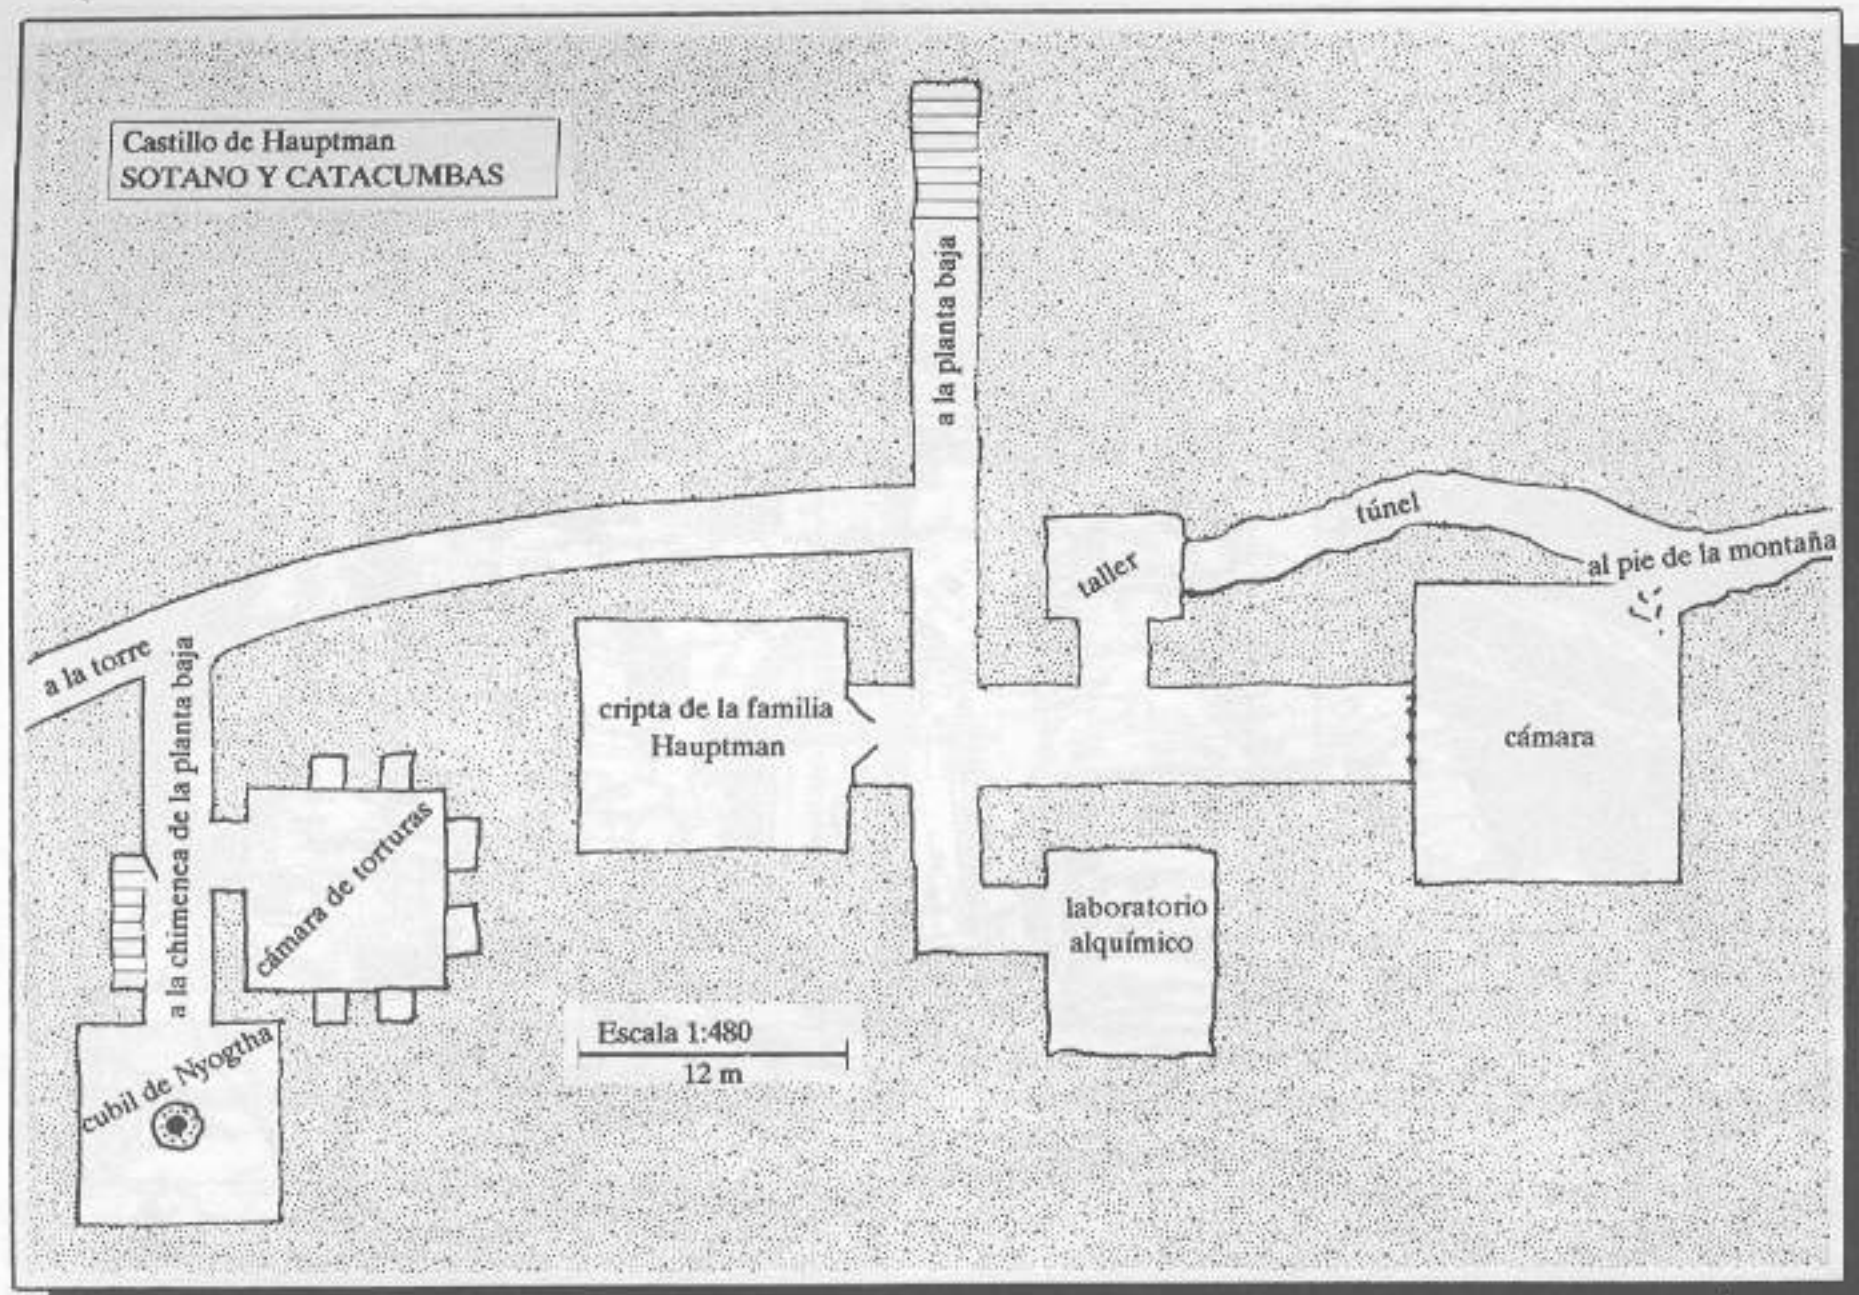 Castillo de Hauptman
SOTANO Y CATACUMBAS
a la planta baja
túnel
al pie de la montaña
taller
a la torre
a la chimenea de la planta baja
cripta de la familia
Hauptman
cámara
cámara de torturas
laboratorio
alquímico
Escala 1:480
12 m
cubil de Nyogtha